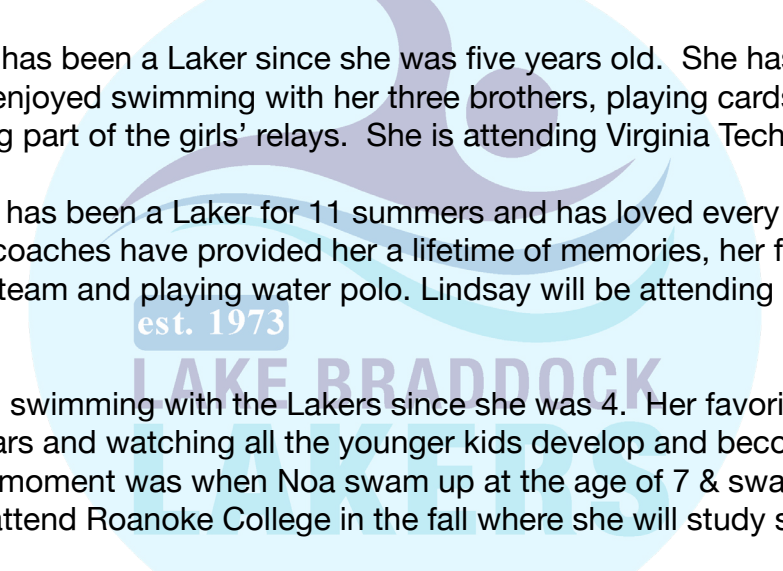 has been a Laker since she was five years old. She has
enjoyed swimming with her three brothers, playing cards
g part of the girls’ relays. She is attending Virginia Tech
has been a Laker for 11 summers and has loved every
coaches have provided her a lifetime of memories, her f
team and playing water polo. Lindsay will be attending
est. 1973
LAKE BRADDOCK
swimming with the Lakers since she was 4. Her favori
ars and watching all the younger kids develop and beco
LAKERS
moment was when Noa swam up at the age of 7 & swa
attend Roanoke College in the fall where she will study s